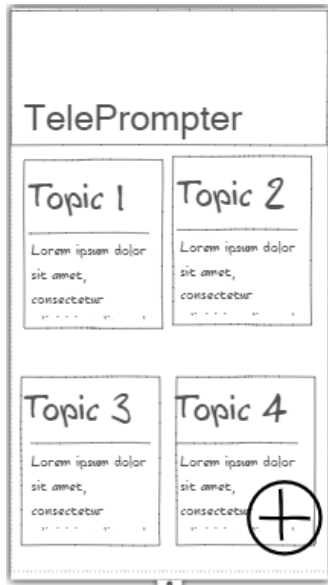 TelePrompter
Topic 1
Lorem ipsum dolor
sit amet,
consectetur
Topic 2
Lorem ipsum dolor
sit amet,
consectetur
Topic 3
Lorem ipsum dolor
sit amet,
consectetur
Topic 4
Lorem ipsum dolor
sit amet,
consectetur